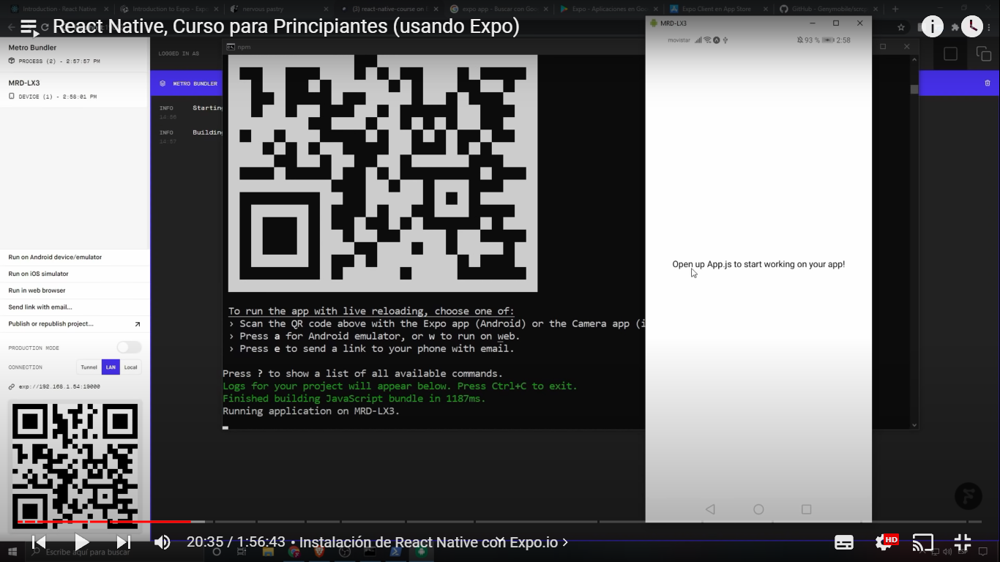 Introduction · React Native
Introduction to Expo - Expo
nervous pastry
(3) react-native-course on
expo app - Buscar con Goo
Expo - Aplicaciones en Go
Expo Client en App Store
GitHub - Genymobile/scrc
React Native, Curso para Principiantes (usando Expo)
Metro Bundler
PROCESS (2) - 2:57:57 PM
MRD-LX3
DEVICE (1) - 2:58:01 PM
Run on Android device/emulator
Run on iOS simulator
Run in web browser
Send link with email...
Publish or republish project...
PRODUCTION MODE
CONNECTION
Tunnel
LAN
Local
exp://192.168.1.54:19000
LOGGED IN AS
METRO BUNDLER
INFO
Starting
14:56
INFO
Building
14:57
npm
To run the app with live reloading, choose one of:
› Scan the QR code above with the Expo app (Android) or the Camera app (i
› Press a for Android emulator, or w to run on web.
› Press e to send a link to your phone with email.
Press ? to show a list of all available commands.
Logs for your project will appear below. Press Ctrl+C to exit.
Finished building JavaScript bundle in 1187ms.
Running application on MRD-LX3.
MRD-LX3
movistar
93 %
2:58
Open up App.js to start working on your app!
20:35 / 1:56:43 • Instalación de React Native con Expo.io
HD
Escribe aquí para buscar
ESP